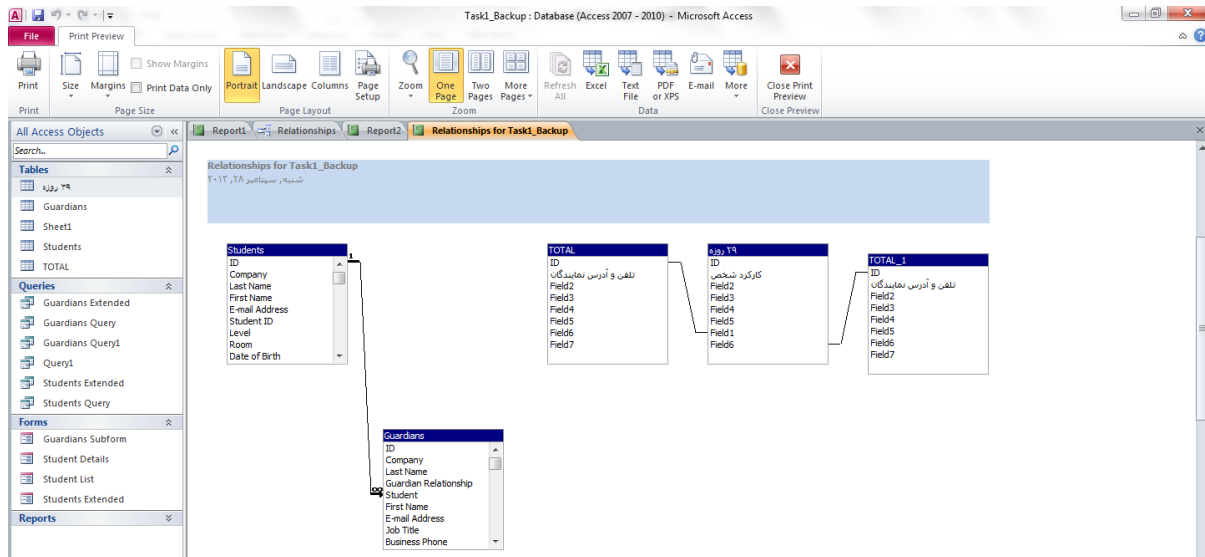 Task1_Backup : Database (Access 2007 - 2010) - Microsoft Access
File Print Preview
Print Size Margins Show Margins Print Data Only Portrait Landscape Columns Page Setup Zoom One Page Two Pages More Pages Refresh All Excel Text File PDF or XPS E-mail More Close Print Preview
Print Page Size Page Layout Zoom Data Close Preview
All Access Objects
Search...
Tables
۲۹ روزه
Guardians
Sheet1
Students
TOTAL
Queries
Guardians Extended
Guardians Query
Guardians Query1
Query1
Students Extended
Students Query
Forms
Guardians Subform
Student Details
Student List
Students Extended
Reports
Report1 Relationships Report2 Relationships for Task1_Backup
Relationships for Task1_Backup
شنبه, سپتامبر ۲۸, ۲۰۱۳
Students
1
ID
Company
Last Name
First Name
E-mail Address
Student ID
Level
Room
Date of Birth
TOTAL
ID
تلفن و آدرس نمایندگان
Field2
Field3
Field4
Field5
Field6
Field7
۲۹ روزه
ID
کارکرد شخص
Field2
Field3
Field4
Field5
Field1
Field6
TOTAL_1
ID
تلفن و آدرس نمایندگان
Field2
Field3
Field4
Field5
Field6
Field7
Guardians
ID
Company
Last Name
Guardian Relationship
∞
Student
First Name
E-mail Address
Job Title
Business Phone